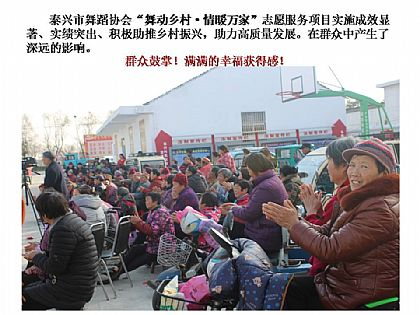 泰兴市舞蹈协会“舞动乡村·情暖万家”志愿服务项目实施成效显
著、实绩突出、积极助推乡村振兴，助力高质量发展。在群众中产生了
深远的影响。
群众鼓掌！满满的幸福获得感！